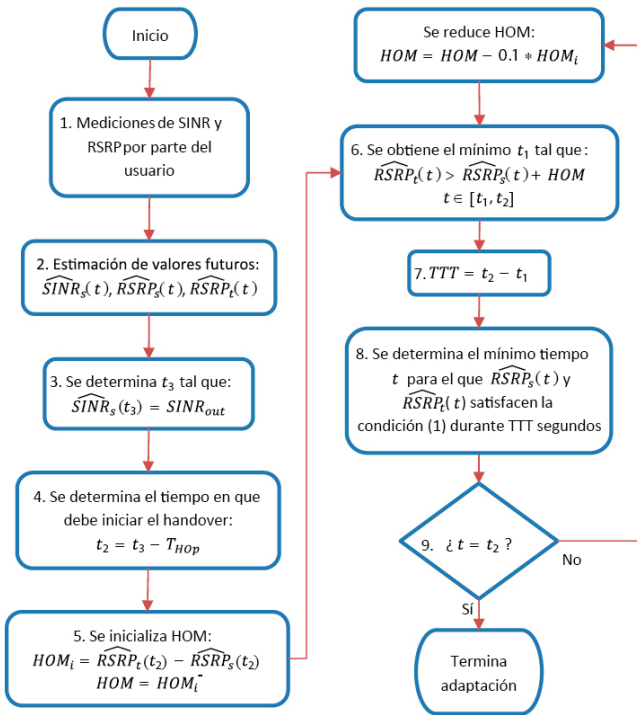 Inicio
1. Mediciones de SINR y
RSRP por parte del
usuario
2. Estimación de valores futuros:
$\widehat{SINR}_s(t), \widehat{RSRP}_s(t), \widehat{RSRP}_t(t)$
3. Se determina $t_3$ tal que:
$\widehat{SINR}_s(t_3) = SINR_{out}$
4. Se determina el tiempo en que
debe iniciar el handover:
$t_2 = t_3 - T_{HOp}$
5. Se inicializa HOM:
$HOM_i = \widehat{RSRP}_t(t_2) - \widehat{RSRP}_s(t_2)$
$HOM = HOM_i^-$
Se reduce HOM:
$HOM = HOM - 0.1 * HOM_i$
6. Se obtiene el mínimo $t_1$ tal que:
$\widehat{RSRP}_t(t) > \widehat{RSRP}_s(t) + HOM$
$t \in [t_1, t_2]$
7. $TTT = t_2 - t_1$
8. Se determina el mínimo tiempo
$t$ para el que $\widehat{RSRP}_s(t)$ y
$\widehat{RSRP}_t(t)$ satisfacen la
condición (1) durante TTT segundos
9. ¿ $t = t_2$ ?
No
Sí
Termina
adaptación